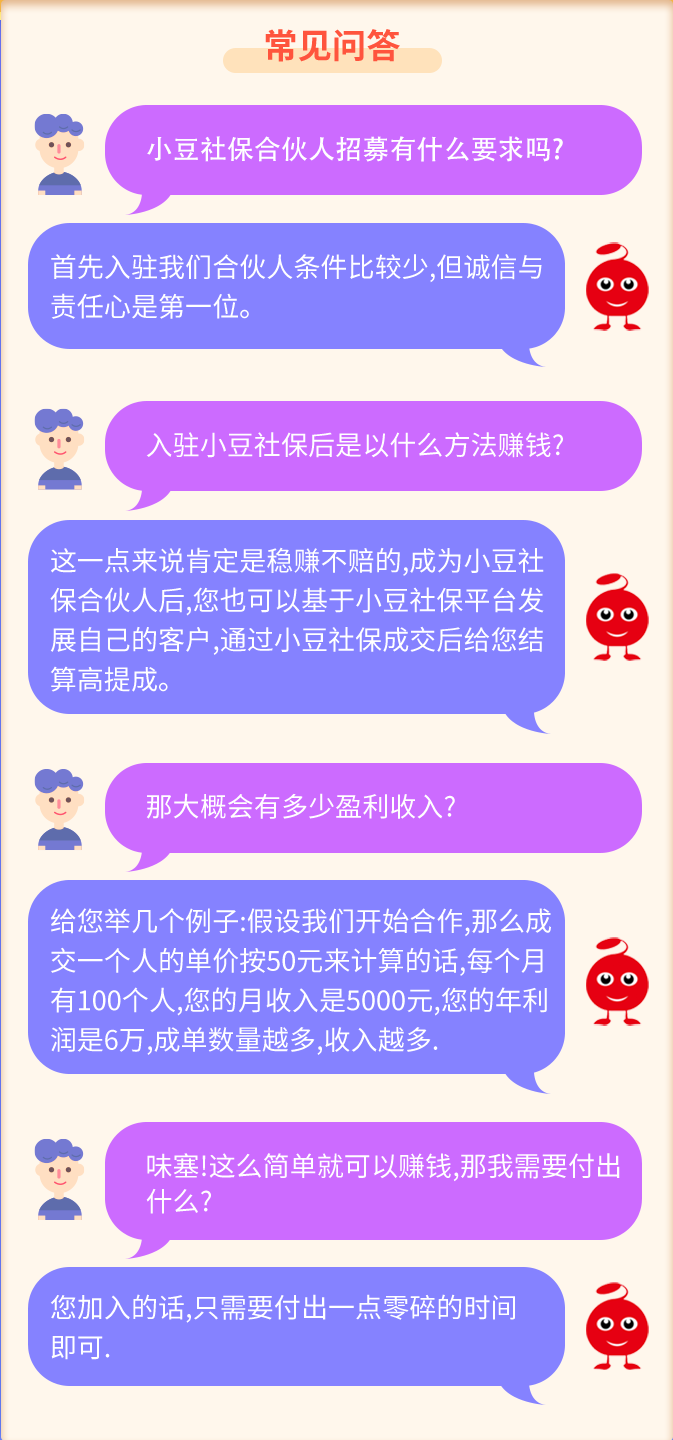 常见问答
小豆社保合伙人招募有什么要求吗?
首先入驻我们合伙人条件比较少,但诚信与
责任心是第一位。
入驻小豆社保后是以什么方法赚钱?
这一点来说肯定是稳赚不赔的,成为小豆社
保合伙人后,您也可以基于小豆社保平台发
展自己的客户,通过小豆社保成交后给您结
算高提成。
那大概会有多少盈利收入?
给您举几个例子:假设我们开始合作,那么成
交一个人的单价按50元来计算的话,每个月
有100个人,您的月收入是5000元,您的年利
润是6万,成单数量越多,收入越多.
味塞!这么简单就可以赚钱,那我需要付出
什么?
您加入的话,只需要付出一点零碎的时间
即可.